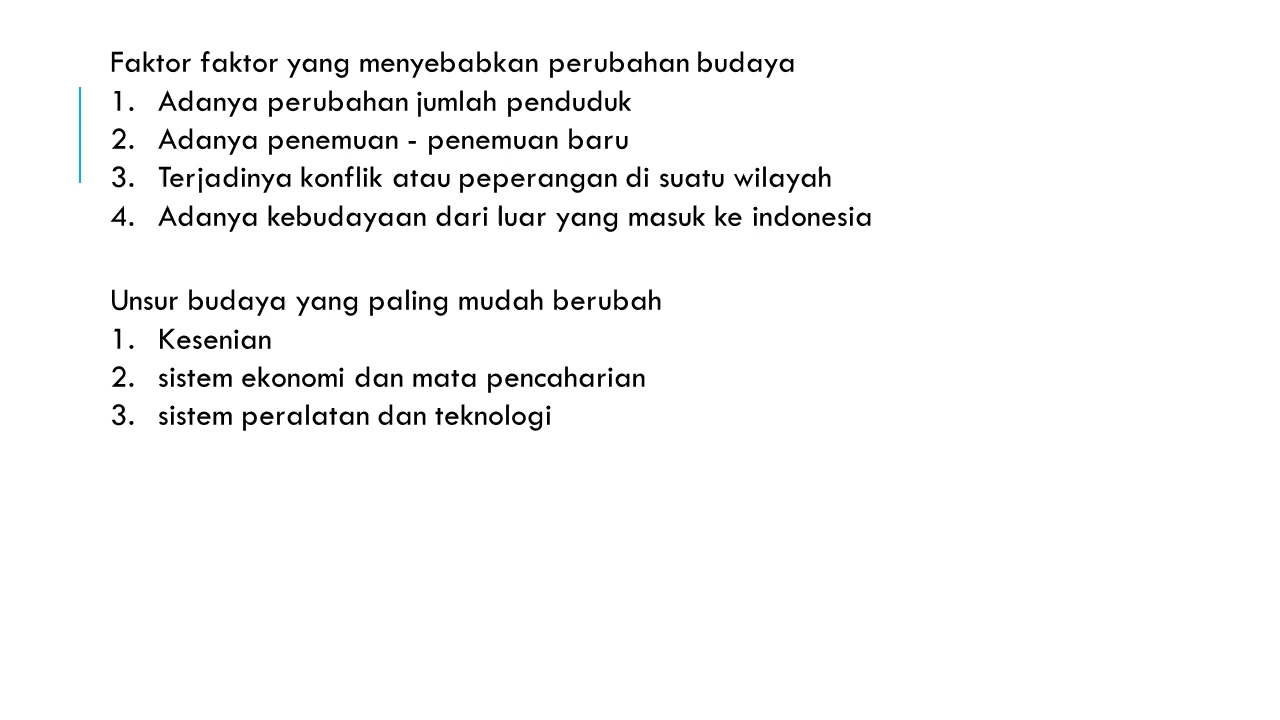 Faktor faktor yang menyebabkan perubahan budaya
1. Adanya perubahan jumlah penduduk
2. Adanya penemuan - penemuan baru
3. Terjadinya konflik atau peperangan di suatu wilayah
4. Adanya kebudayaan dari luar yang masuk ke indonesia
Unsur budaya yang paling mudah berubah
1. Kesenian
2. sistem ekonomi dan mata pencaharian
3. sistem peralatan dan teknologi